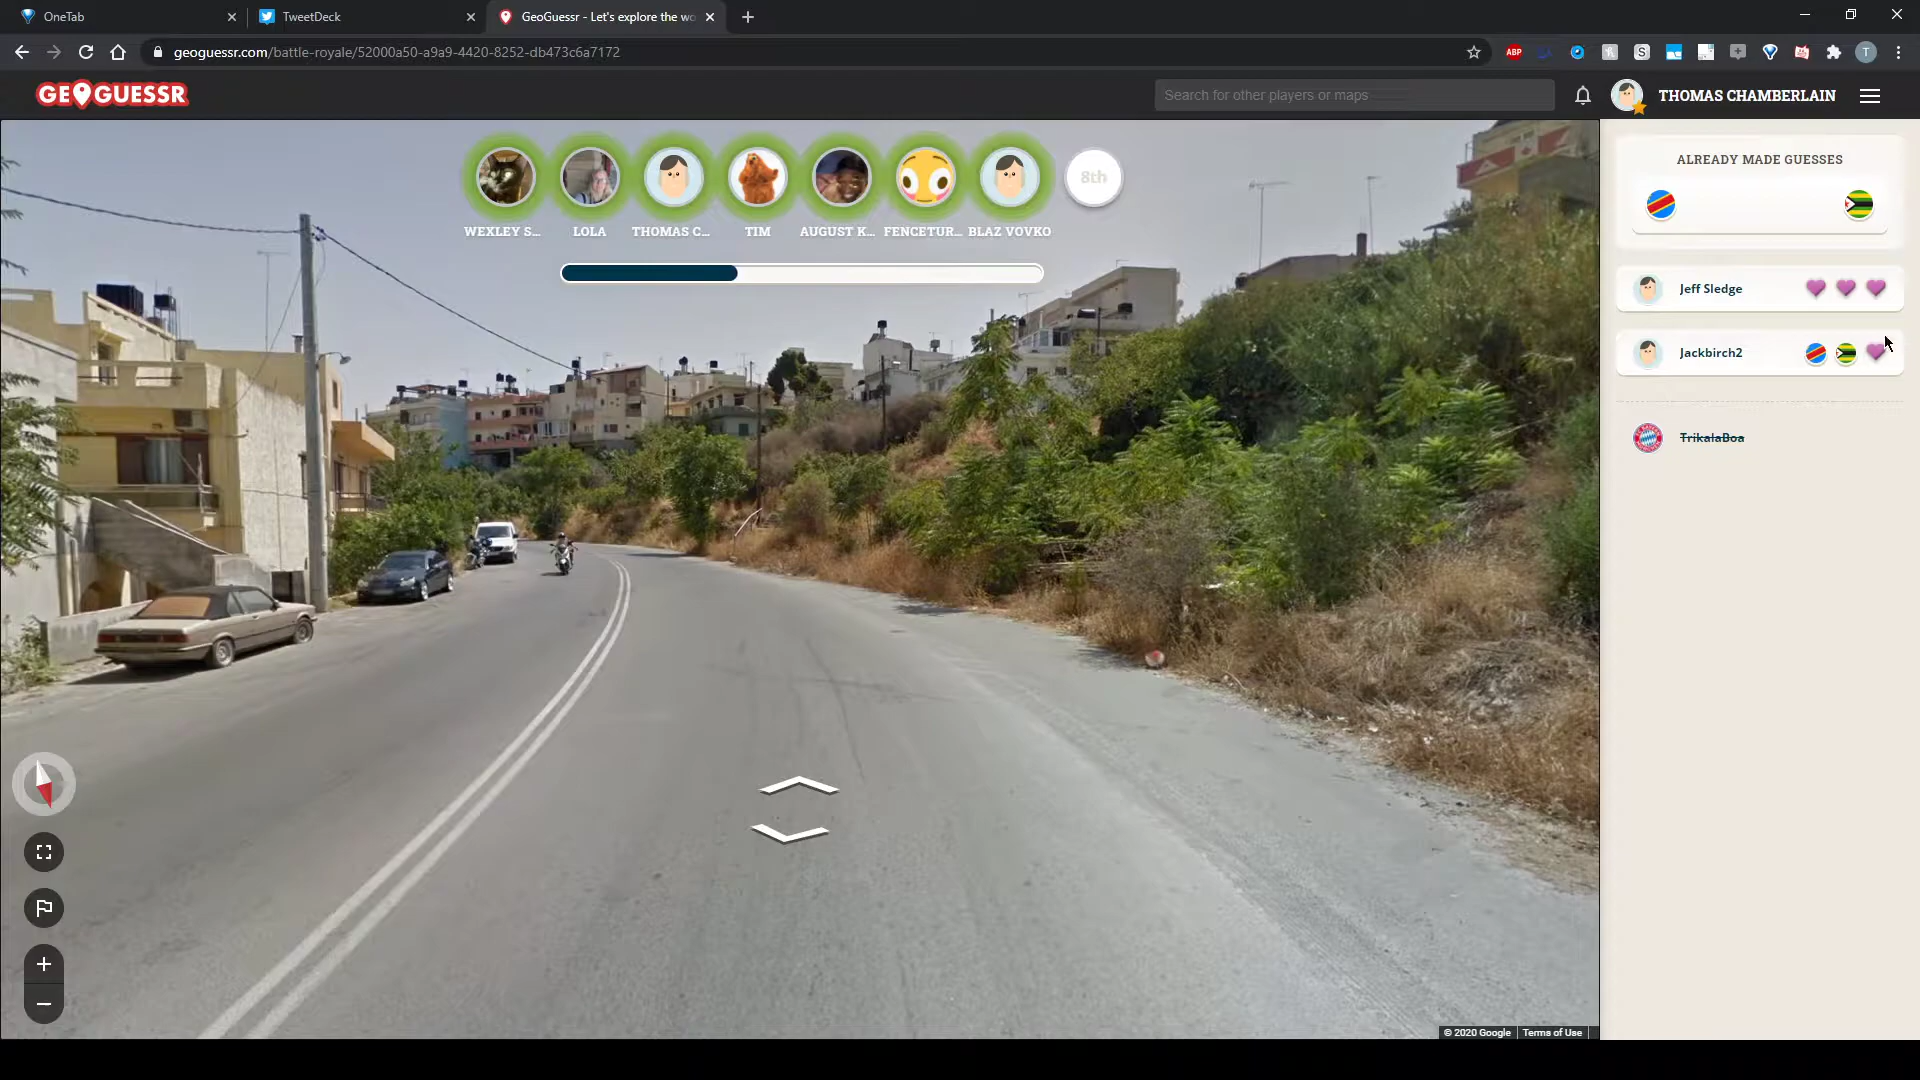 OneTab
TweetDeck
GeoGuessr - Let's explore the wo
geoguessr.com/battle-royale/52000a50-a9a9-4420-8252-db473c6a7172
ABP
S
T
GEOGUESSR
Search for other players or maps
THOMAS CHAMBERLAIN
8th
WEXLEY S...
LOLA
THOMAS C...
TIM
AUGUST K...
FENCETUR...
BLAZ VOVKO
ALREADY MADE GUESSES
Jeff Sledge
Jackbirch2
TrikalaBoa
© 2020 Google
Terms of Use